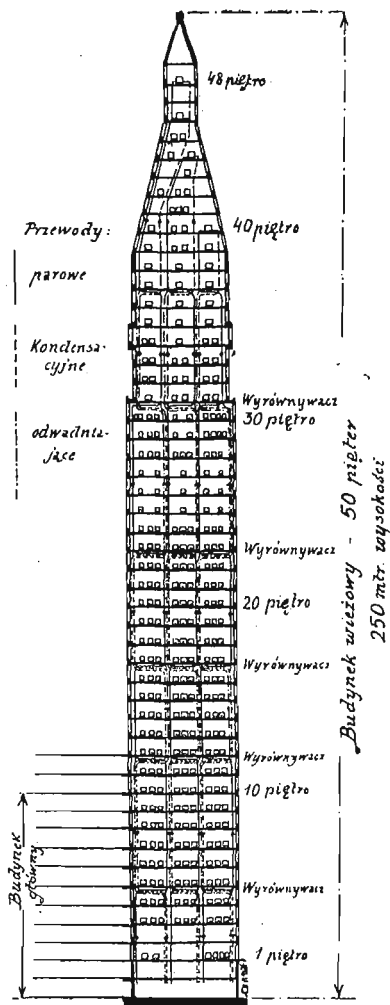 48 piętro
Przewody:
40 piętro
parowe
Kondensa-
cyjne
Wyrównywacz
30 piętro
odwadnia-
jące
Wyrównywacz
20 piętro
Wyrównywacz
Wyrównywacz
10 piętro
Wyrównywacz
1 piętro
Budynek
główny
Budynek wieżowy - 50 pięter
250 mtr. wysokości